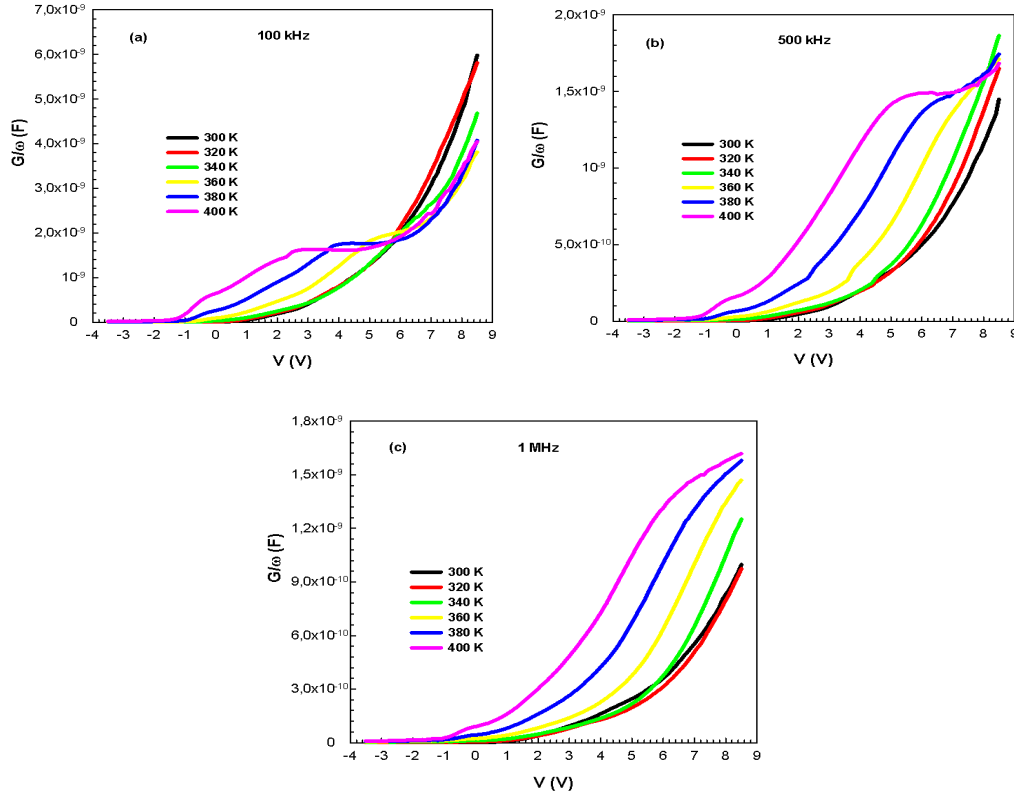 (a)
100 kHz
G/ω (F)
7,0x10⁻⁹
6,0x10⁻⁹
5,0x10⁻⁹
4,0x10⁻⁹
3,0x10⁻⁹
2,0x10⁻⁹
1x10⁻⁹
0
300 K
320 K
340 K
360 K
380 K
400 K
-4 -3 -2 -1 0 1 2 3 4 5 6 7 8 9
V (V)
(b)
500 kHz
G/ω (F)
2,0x10⁻⁹
1,5x10⁻⁹
1x10⁻⁹
5,0x10⁻¹⁰
0
300 K
320 K
340 K
360 K
380 K
400 K
-4 -3 -2 -1 0 1 2 3 4 5 6 7 8 9
V (V)
(c)
1 MHz
G/ω (F)
1,8x10⁻⁹
1,5x10⁻⁹
1,2x10⁻⁹
9,0x10⁻¹⁰
6,0x10⁻¹⁰
3,0x10⁻¹⁰
0
300 K
320 K
340 K
360 K
380 K
400 K
-4 -3 -2 -1 0 1 2 3 4 5 6 7 8 9
V (V)